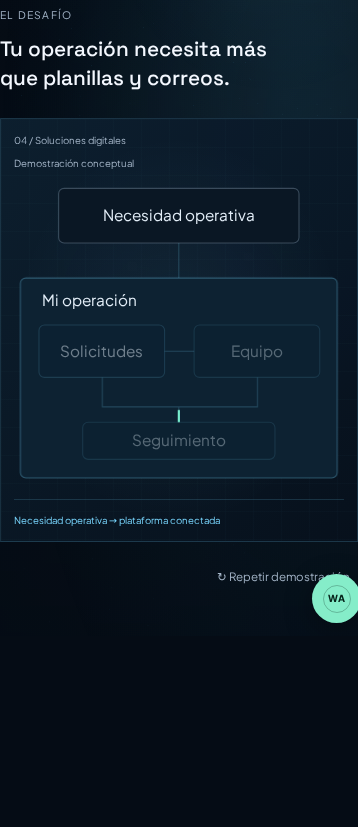 EL DESAFÍO
Tu operación necesita más
que planillas y correos.
04 / Soluciones digitales
Demostración conceptual
Necesidad operativa
Mi operación
Solicitudes
Equipo
Seguimiento
Necesidad operativa → plataforma conectada
↻ Repetir demostración
WA